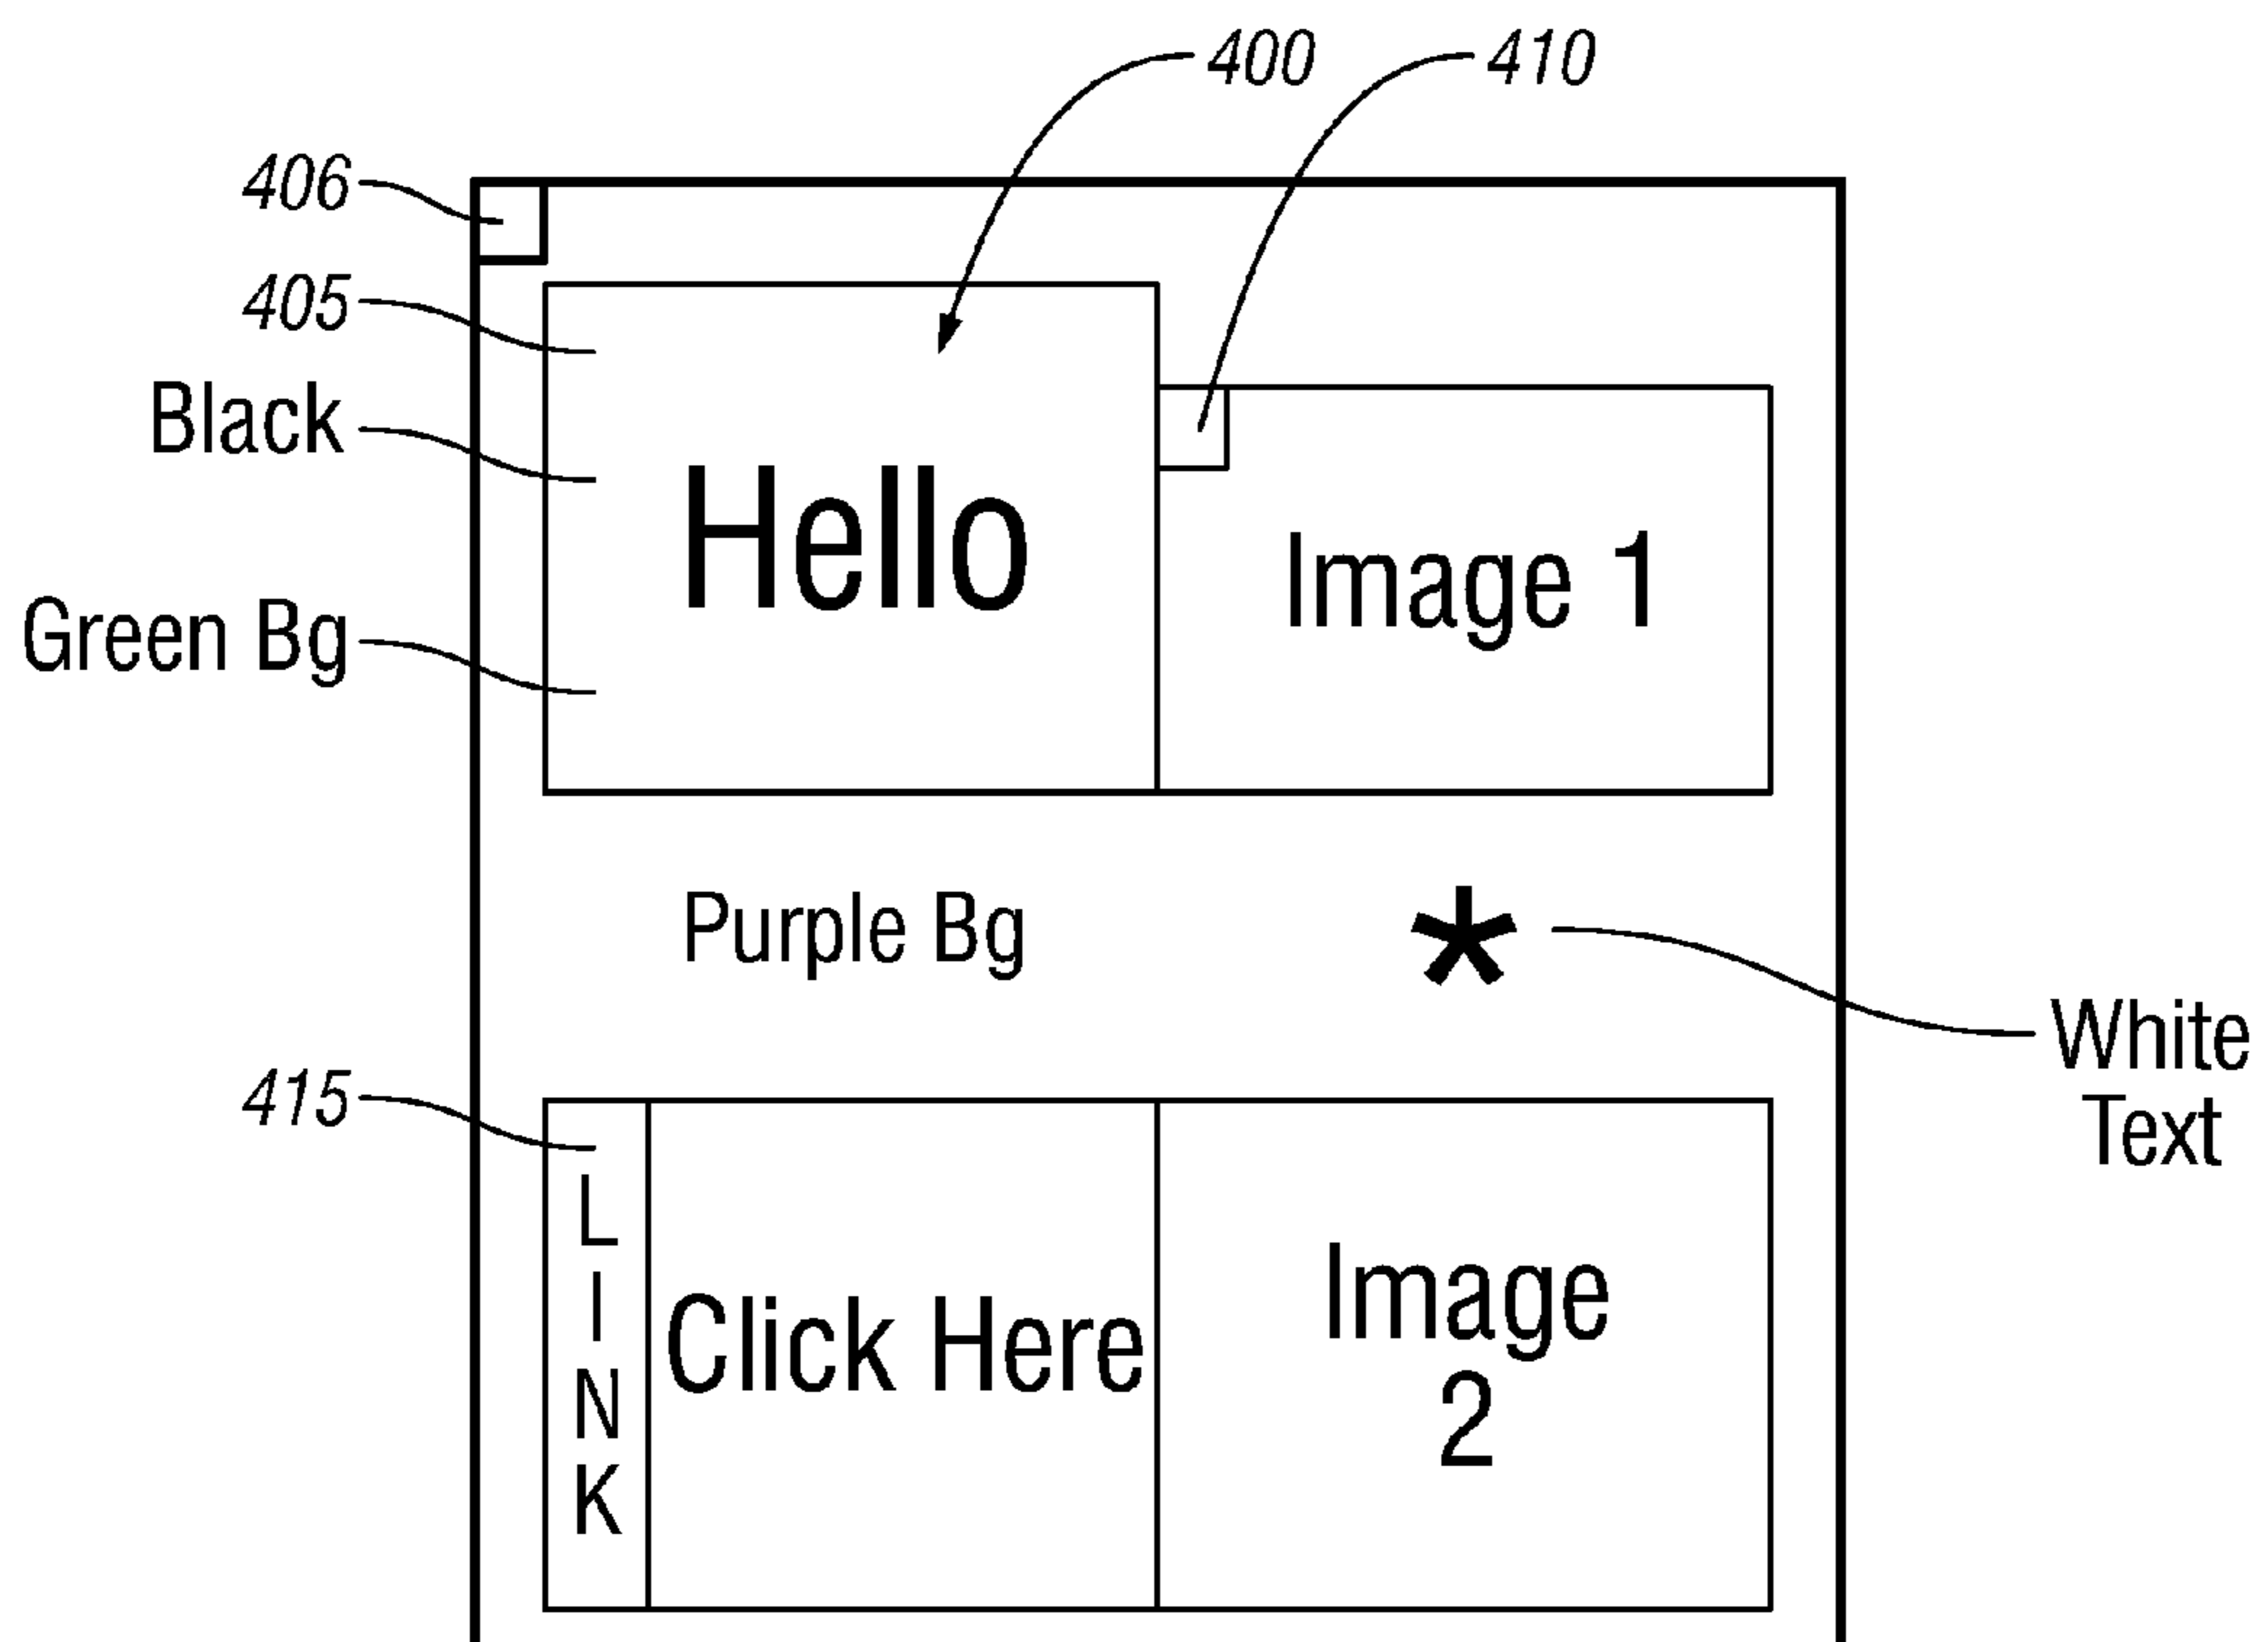 400
410
406
405
Black
Hello
Image 1
Green Bg
Purple Bg
*
White
Text
415
LINK
Click Here
Image
2